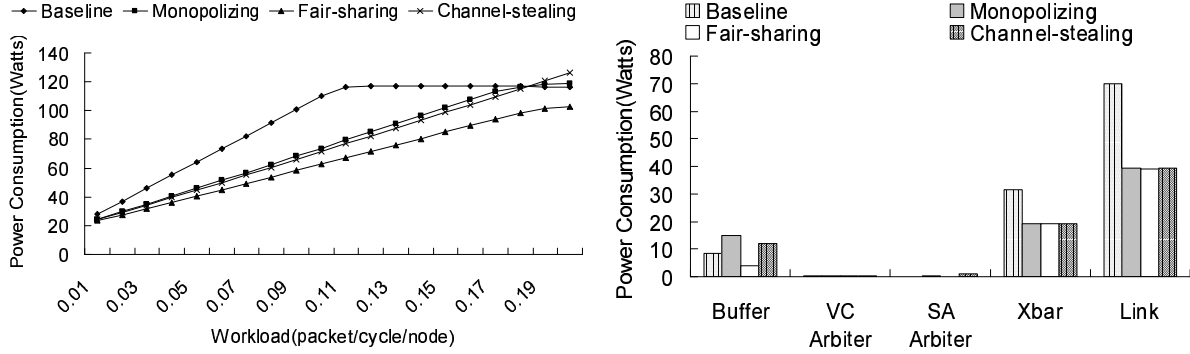 Baseline Monopolizing Fair-sharing Channel-stealing
Power Consumption(Watts)
140
120
100
80
60
40
20
0
0.01 0.03 0.05 0.07 0.09 0.11 0.13 0.15 0.17 0.19
Workload(packet/cycle/node)
Baseline Monopolizing
Fair-sharing Channel-stealing
Power Consumption(Watts)
80
70
60
50
40
30
20
10
0
Buffer VC Arbiter SA Arbiter Xbar Link